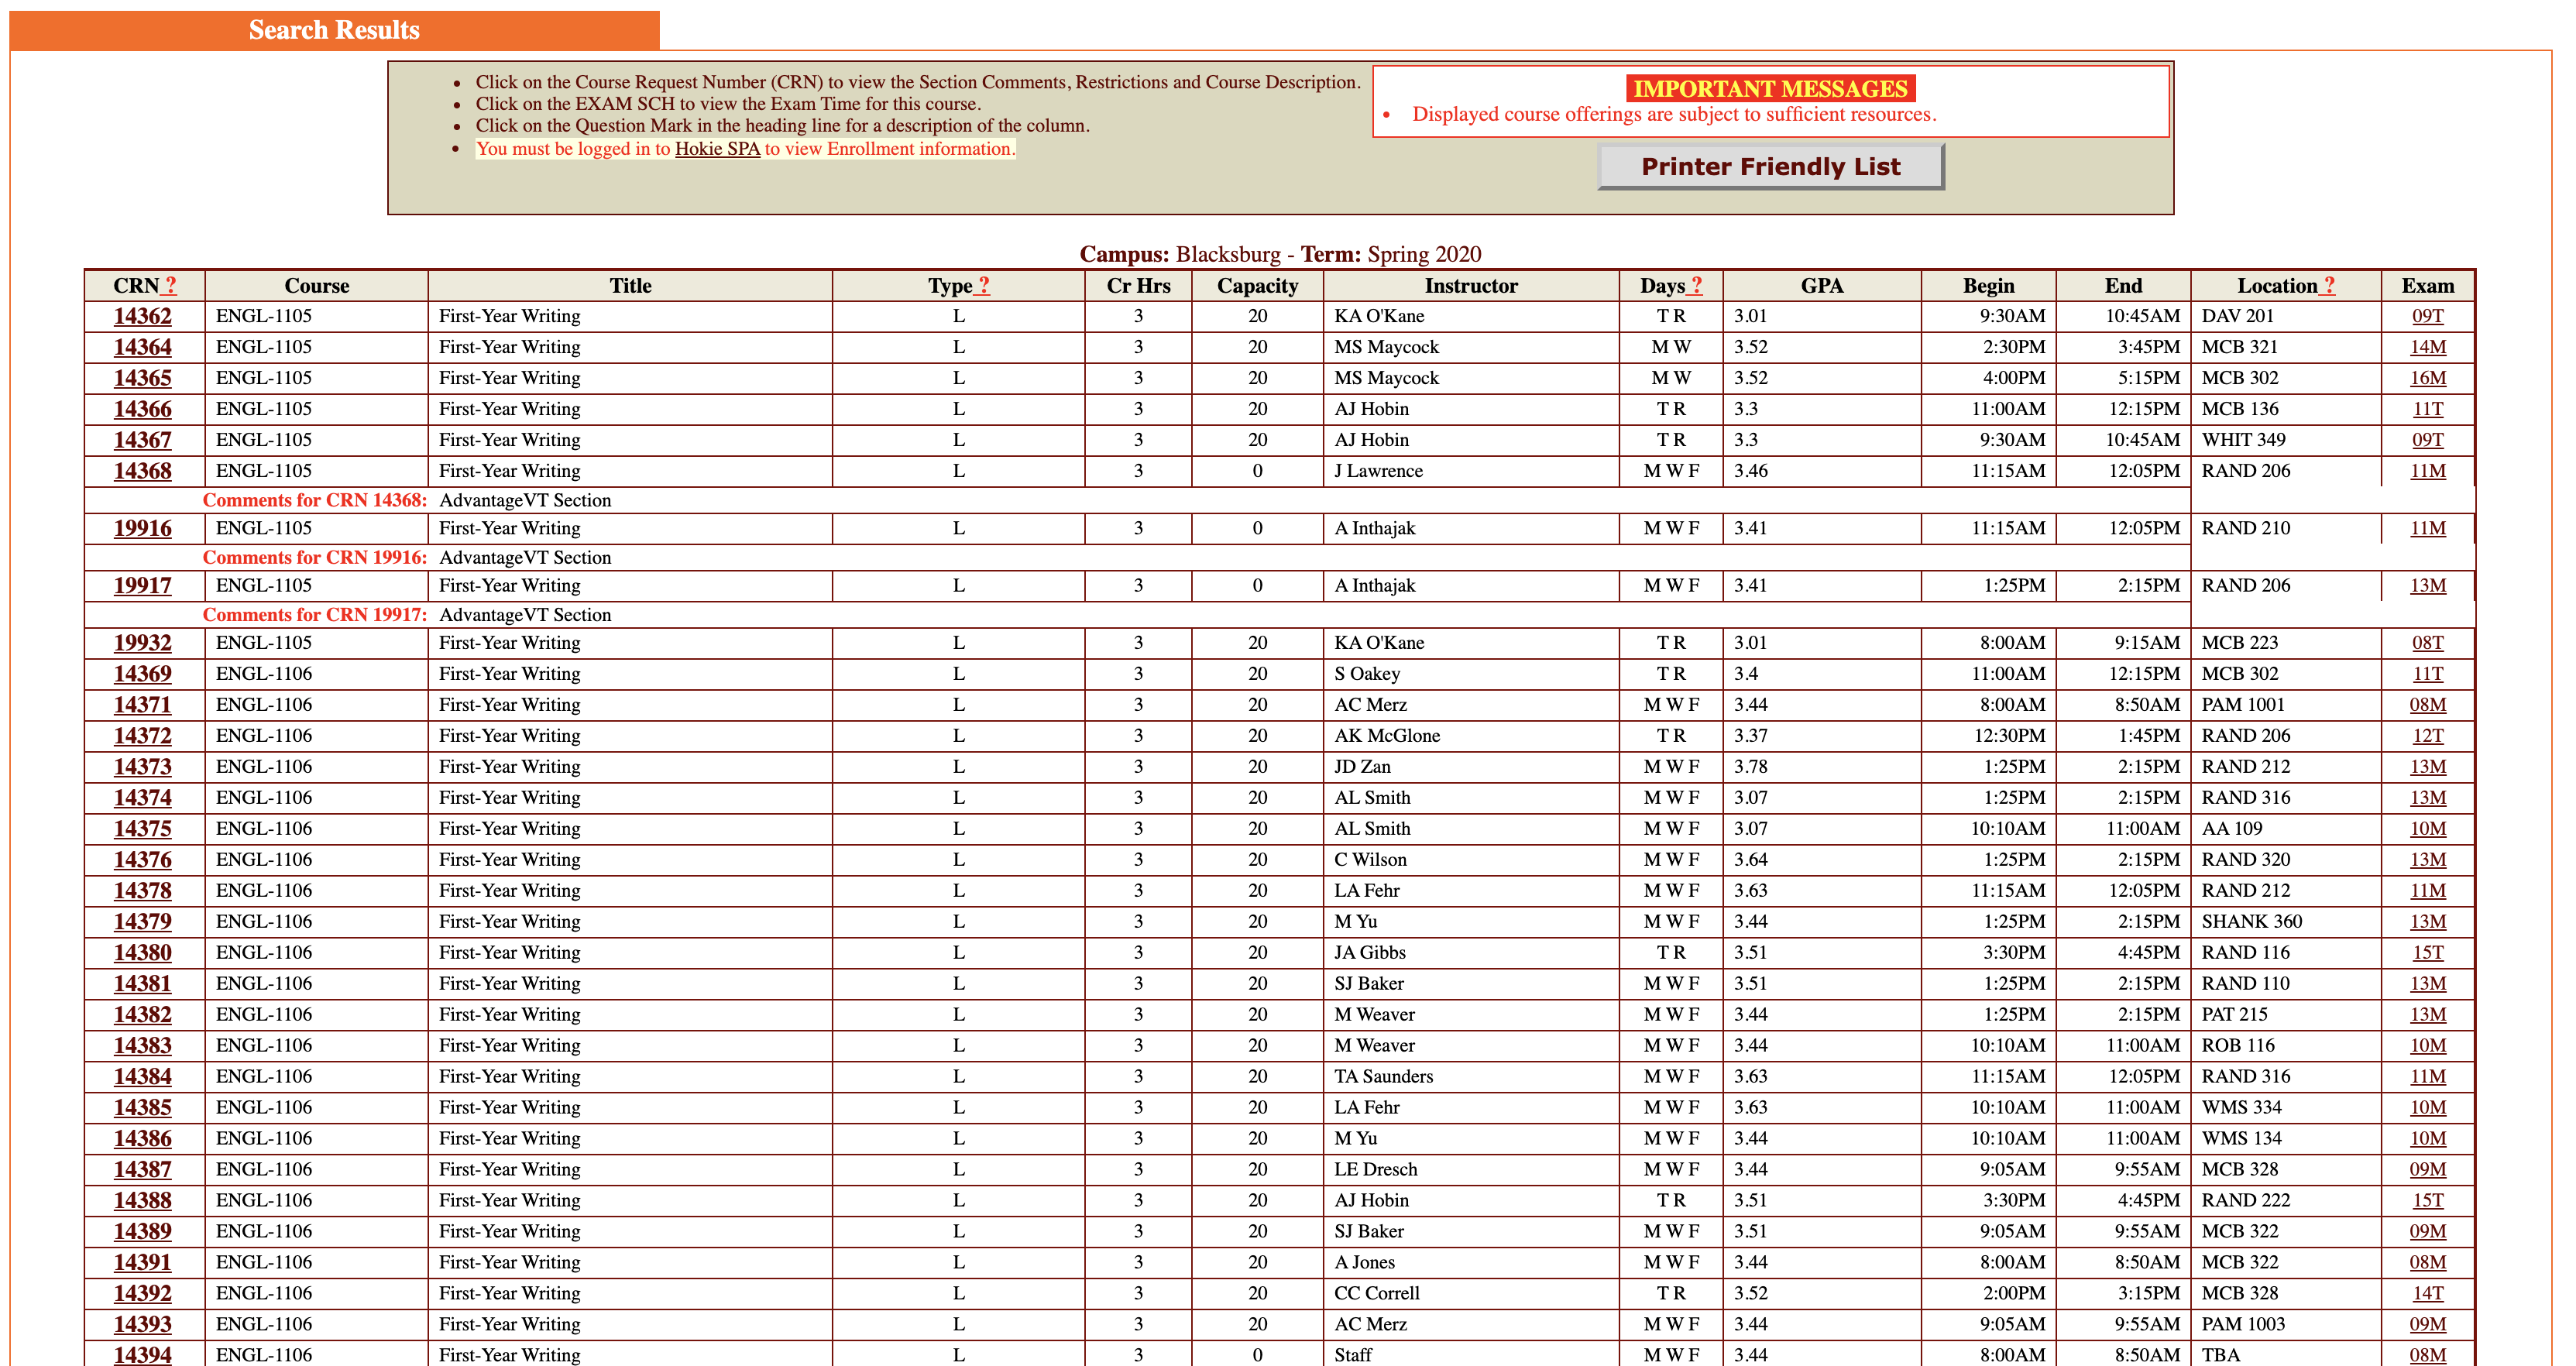 Search Results
Click on the Course Request Number (CRN) to view the Section Comments, Restrictions and Course Description.
Click on the EXAM SCH to view the Exam Time for this course.
Click on the Question Mark in the heading line for a description of the column.
You must be logged in to Hokie SPA to view Enrollment information.
IMPORTANT MESSAGES
Displayed course offerings are subject to sufficient resources.
Printer Friendly List
Campus: Blacksburg - Term: Spring 2020
CRN ? Course Title Type ? Cr Hrs Capacity Instructor Days ? GPA Begin End Location ? Exam
14362 ENGL-1105 First-Year Writing L 3 20 KA O'Kane T R 3.01 9:30AM 10:45AM DAV 201 09T
14364 ENGL-1105 First-Year Writing L 3 20 MS Maycock M W 3.52 2:30PM 3:45PM MCB 321 14M
14365 ENGL-1105 First-Year Writing L 3 20 MS Maycock M W 3.52 4:00PM 5:15PM MCB 302 16M
14366 ENGL-1105 First-Year Writing L 3 20 AJ Hobin T R 3.3 11:00AM 12:15PM MCB 136 11T
14367 ENGL-1105 First-Year Writing L 3 20 AJ Hobin T R 3.3 9:30AM 10:45AM WHIT 349 09T
14368 ENGL-1105 First-Year Writing L 3 0 J Lawrence M W F 3.46 11:15AM 12:05PM RAND 206 11M
Comments for CRN 14368: AdvantageVT Section
19916 ENGL-1105 First-Year Writing L 3 0 A Inthajak M W F 3.41 11:15AM 12:05PM RAND 210 11M
Comments for CRN 19916: AdvantageVT Section
19917 ENGL-1105 First-Year Writing L 3 0 A Inthajak M W F 3.41 1:25PM 2:15PM RAND 206 13M
Comments for CRN 19917: AdvantageVT Section
19932 ENGL-1105 First-Year Writing L 3 20 KA O'Kane T R 3.01 8:00AM 9:15AM MCB 223 08T
14369 ENGL-1106 First-Year Writing L 3 20 S Oakey T R 3.4 11:00AM 12:15PM MCB 302 11T
14371 ENGL-1106 First-Year Writing L 3 20 AC Merz M W F 3.44 8:00AM 8:50AM PAM 1001 08M
14372 ENGL-1106 First-Year Writing L 3 20 AK McGlone T R 3.37 12:30PM 1:45PM RAND 206 12T
14373 ENGL-1106 First-Year Writing L 3 20 JD Zan M W F 3.78 1:25PM 2:15PM RAND 212 13M
14374 ENGL-1106 First-Year Writing L 3 20 AL Smith M W F 3.07 1:25PM 2:15PM RAND 316 13M
14375 ENGL-1106 First-Year Writing L 3 20 AL Smith M W F 3.07 10:10AM 11:00AM AA 109 10M
14376 ENGL-1106 First-Year Writing L 3 20 C Wilson M W F 3.64 1:25PM 2:15PM RAND 320 13M
14378 ENGL-1106 First-Year Writing L 3 20 LA Fehr M W F 3.63 11:15AM 12:05PM RAND 212 11M
14379 ENGL-1106 First-Year Writing L 3 20 M Yu M W F 3.44 1:25PM 2:15PM SHANK 360 13M
14380 ENGL-1106 First-Year Writing L 3 20 JA Gibbs T R 3.51 3:30PM 4:45PM RAND 116 15T
14381 ENGL-1106 First-Year Writing L 3 20 SJ Baker M W F 3.51 1:25PM 2:15PM RAND 110 13M
14382 ENGL-1106 First-Year Writing L 3 20 M Weaver M W F 3.44 1:25PM 2:15PM PAT 215 13M
14383 ENGL-1106 First-Year Writing L 3 20 M Weaver M W F 3.44 10:10AM 11:00AM ROB 116 10M
14384 ENGL-1106 First-Year Writing L 3 20 TA Saunders M W F 3.63 11:15AM 12:05PM RAND 316 11M
14385 ENGL-1106 First-Year Writing L 3 20 LA Fehr M W F 3.63 10:10AM 11:00AM WMS 334 10M
14386 ENGL-1106 First-Year Writing L 3 20 M Yu M W F 3.44 10:10AM 11:00AM WMS 134 10M
14387 ENGL-1106 First-Year Writing L 3 20 LE Dresch M W F 3.44 9:05AM 9:55AM MCB 328 09M
14388 ENGL-1106 First-Year Writing L 3 20 AJ Hobin T R 3.51 3:30PM 4:45PM RAND 222 15T
14389 ENGL-1106 First-Year Writing L 3 20 SJ Baker M W F 3.51 9:05AM 9:55AM MCB 322 09M
14391 ENGL-1106 First-Year Writing L 3 20 A Jones M W F 3.44 8:00AM 8:50AM MCB 322 08M
14392 ENGL-1106 First-Year Writing L 3 20 CC Correll T R 3.52 2:00PM 3:15PM MCB 328 14T
14393 ENGL-1106 First-Year Writing L 3 20 AC Merz M W F 3.44 9:05AM 9:55AM PAM 1003 09M
14394 ENGL-1106 First-Year Writing L 3 0 Staff M W F 3.44 8:00AM 8:50AM TBA 08M